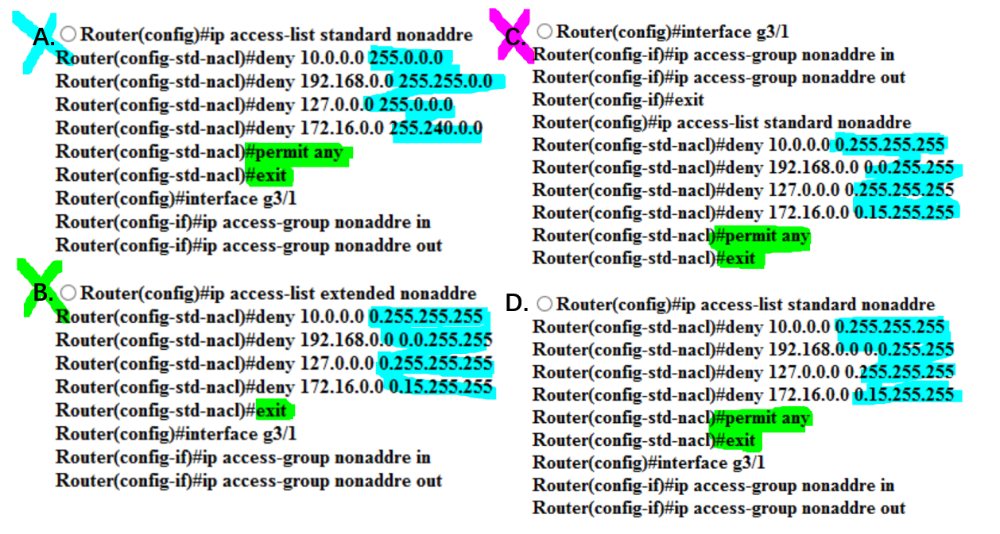 A. Router(config)#ip access-list standard nonaddre
Router(config-std-nacl)#deny 10.0.0.0 255.0.0.0
Router(config-std-nacl)#deny 192.168.0.0 255.255.0.0
Router(config-std-nacl)#deny 127.0.0.0 255.0.0.0
Router(config-std-nacl)#deny 172.16.0.0 255.240.0.0
Router(config-std-nacl)#permit any
Router(config-std-nacl)#exit
Router(config)#interface g3/1
Router(config-if)#ip access-group nonaddre in
Router(config-if)#ip access-group nonaddre out
B. Router(config)#ip access-list extended nonaddre
Router(config-std-nacl)#deny 10.0.0.0 0.255.255.255
Router(config-std-nacl)#deny 192.168.0.0 0.0.255.255
Router(config-std-nacl)#deny 127.0.0.0 0.255.255.255
Router(config-std-nacl)#deny 172.16.0.0 0.15.255.255
Router(config-std-nacl)#exit
Router(config)#interface g3/1
Router(config-if)#ip access-group nonaddre in
Router(config-if)#ip access-group nonaddre out
C. Router(config)#interface g3/1
Router(config-if)#ip access-group nonaddre in
Router(config-if)#ip access-group nonaddre out
Router(config-if)#exit
Router(config)#ip access-list standard nonaddre
Router(config-std-nacl)#deny 10.0.0.0 0.255.255.255
Router(config-std-nacl)#deny 192.168.0.0 0.0.255.255
Router(config-std-nacl)#deny 127.0.0.0 0.255.255.255
Router(config-std-nacl)#deny 172.16.0.0 0.15.255.255
Router(config-std-nacl)#permit any
Router(config-std-nacl)#exit
D. Router(config)#ip access-list standard nonaddre
Router(config-std-nacl)#deny 10.0.0.0 0.255.255.255
Router(config-std-nacl)#deny 192.168.0.0 0.0.255.255
Router(config-std-nacl)#deny 127.0.0.0 0.255.255.255
Router(config-std-nacl)#deny 172.16.0.0 0.15.255.255
Router(config-std-nacl)#permit any
Router(config-std-nacl)#exit
Router(config)#interface g3/1
Router(config-if)#ip access-group nonaddre in
Router(config-if)#ip access-group nonaddre out